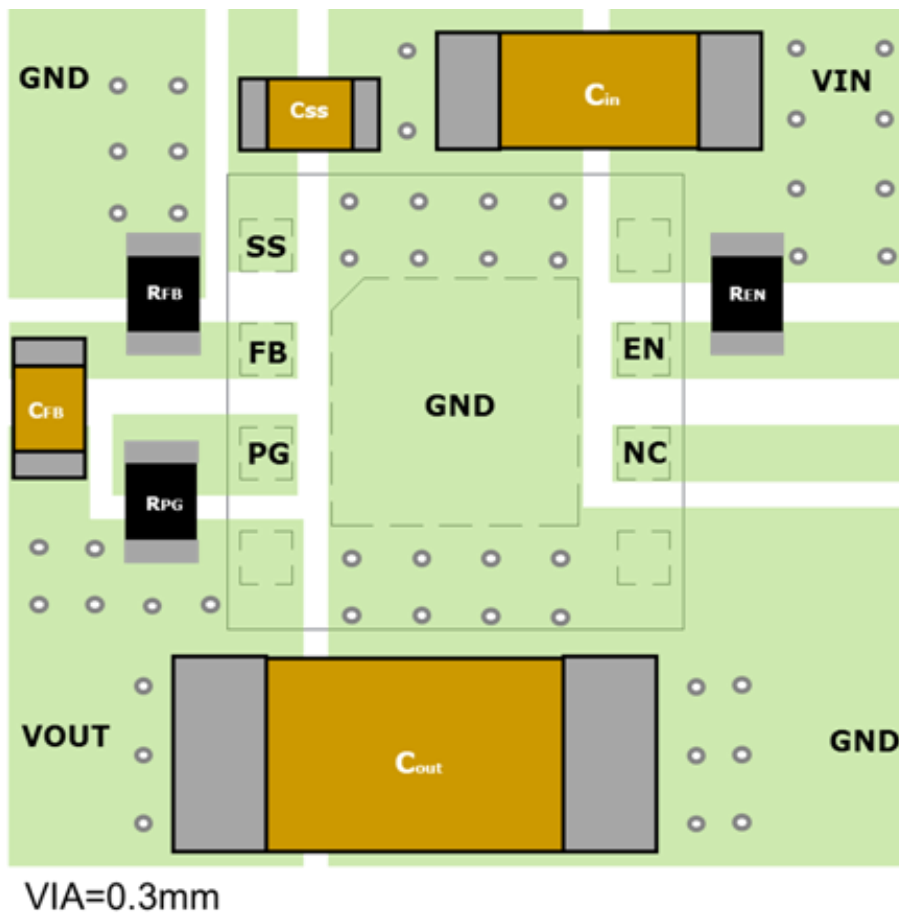 GND
Css
Cin
VIN
SS
RFB
REN
FB
EN
CFB
GND
PG
NC
RPG
VOUT
Cout
GND
VIA=0.3mm